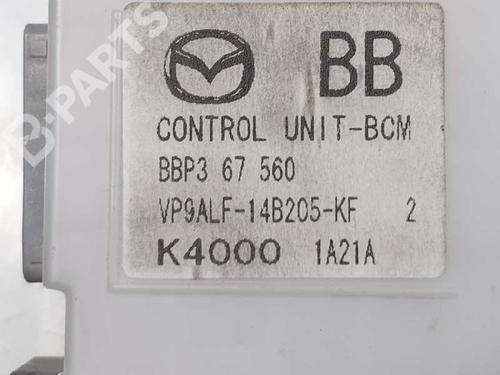 BB
CONTROL UNIT-BCM
BBP3 67 560
VP9ALF-14B205-KF 2
K4000 1A21A
B-PARTS